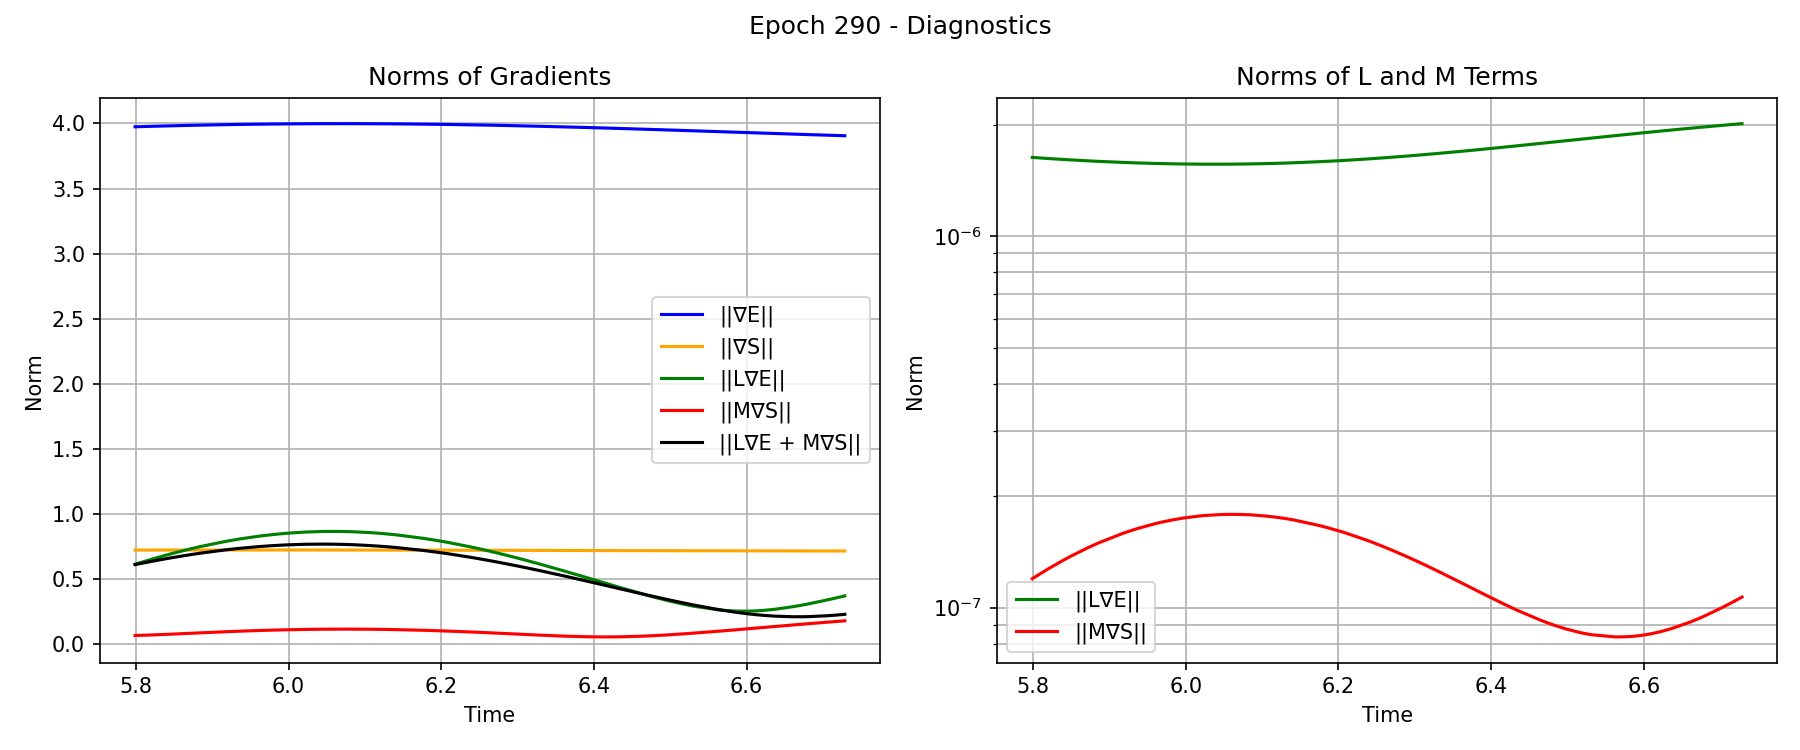 Epoch 290 - Diagnostics
Norms of Gradients
Norm
4.0
3.5
3.0
2.5
2.0
1.5
1.0
0.5
0.0
||∇E||
||∇S||
||L∇E||
||M∇S||
||L∇E + M∇S||
5.8
6.0
6.2
6.4
6.6
Time
Norms of L and M Terms
Norm
10⁻⁶
10⁻⁷
||L∇E||
||M∇S||
5.8
6.0
6.2
6.4
6.6
Time